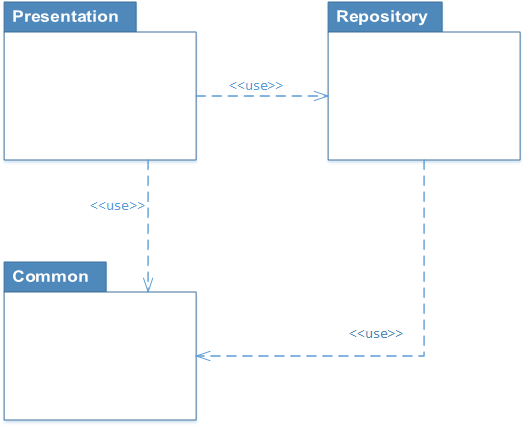 Presentation
Repository
<<use>>
<<use>>
Common
<<use>>